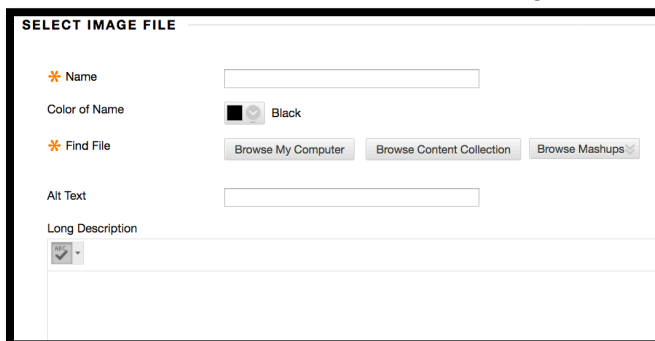 SELECT IMAGE FILE
Name
Color of Name
Black
Find File
Browse My Computer Browse Content Collection Browse Mashups
Alt Text
Long Description
ABC